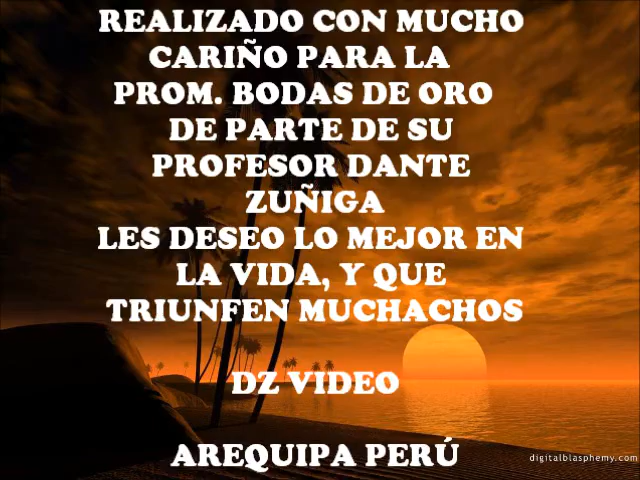 REALIZADO CON MUCHO
CARIÑO PARA LA
PROM. BODAS DE ORO
DE PARTE DE SU
PROFESOR DANTE
ZUÑIGA
LES DESEO LO MEJOR EN
LA VIDA, Y QUE
TRIUNFEN MUCHACHOS
DZ VIDEO
AREQUIPA PERÚ
digitalblasphemy.com